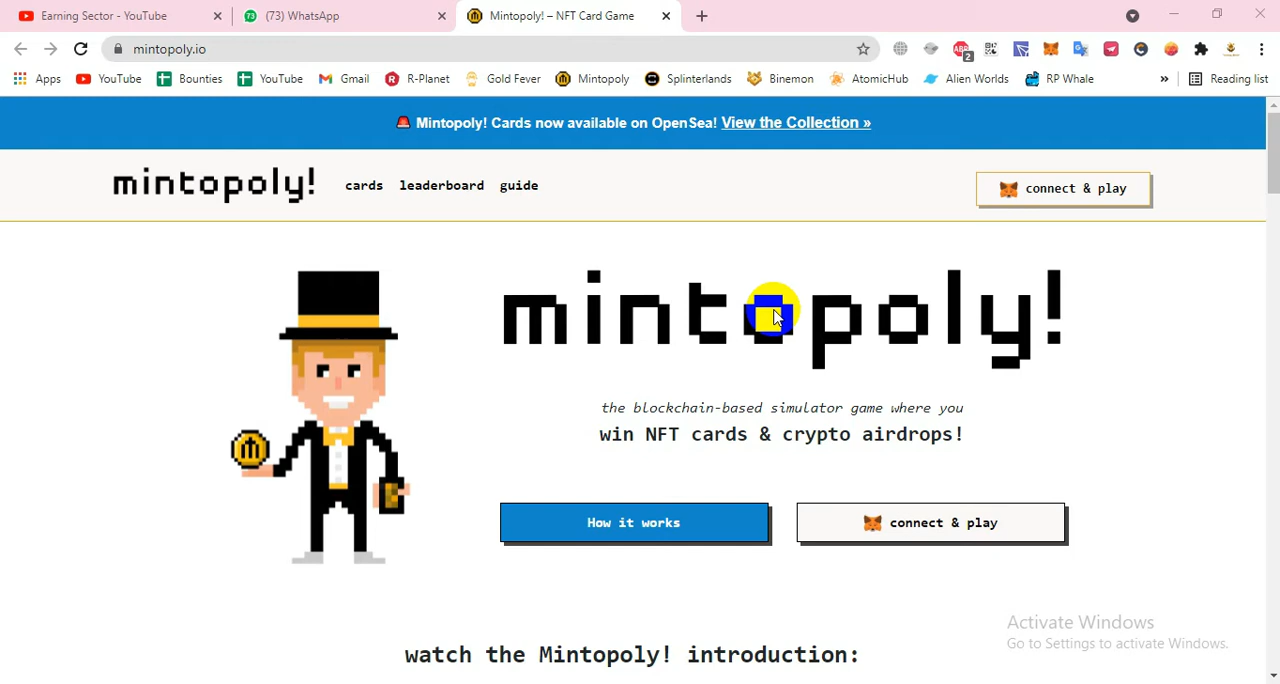 Earning Sector - YouTube
(73) WhatsApp
Mintopoly! – NFT Card Game
mintopoly.io
Apps
YouTube
Bounties
YouTube
Gmail
R-Planet
Gold Fever
Mintopoly
Splinterlands
Binemon
AtomicHub
Alien Worlds
RP Whale
»
Reading list
Mintopoly! Cards now available on OpenSea! View the Collection »
mintopoly!
cards
leaderboard
guide
connect & play
mintopoly!
the blockchain-based simulator game where you
win NFT cards & crypto airdrops!
How it works
connect & play
Activate Windows
Go to Settings to activate Windows.
watch the Mintopoly! introduction: